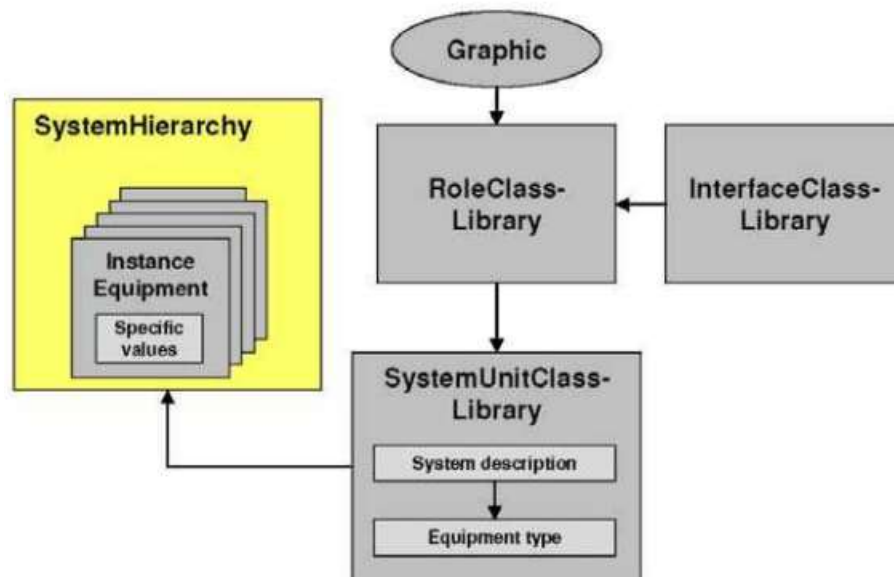 Graphic
SystemHierarchy
RoleClass-
Library
InterfaceClass-
Library
Instance
Equipment
Specific
values
SystemUnitClass-
Library
System description
Equipment type